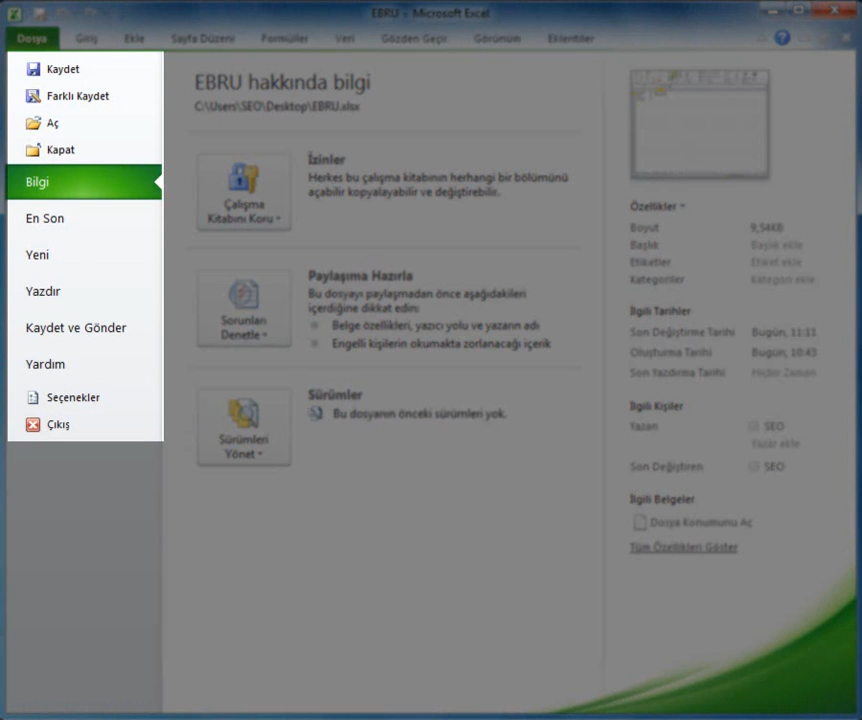 EBRU - Microsoft Excel
Dosya Giriş Ekle Sayfa Düzeni Formüller Veri Gözden Geçir Görünüm Eklentiler
Kaydet
Farklı Kaydet
Aç
Kapat
Bilgi
En Son
Yeni
Yazdır
Kaydet ve Gönder
Yardım
Seçenekler
Çıkış
EBRU hakkında bilgi
C:\Users\SEO\Desktop\EBRU.xlsx
Çalışma
Kitabını Koru
İzinler
Herkes bu çalışma kitabının herhangi bir bölümünü
açabilir kopyalayabilir ve değiştirebilir.
Sorunları
Denetle
Paylaşıma Hazırla
Bu dosyayı paylaşmadan önce aşağıdakileri
içerdiğine dikkat edin:
Belge özellikleri, yazıcı yolu ve yazarın adı
Engelli kişilerin okumakta zorlanacağı içerik
Sürümleri
Yönet
Sürümler
Bu dosyanın önceki sürümleri yok.
Özellikler
Boyut 9,54KB
Başlık Başlık ekle
Etiketler Etiket ekle
Kategoriler Kategori ekle
İlgili Tarihler
Son Değiştirme Tarihi Bugün, 11:11
Oluşturma Tarihi Bugün, 10:43
Son Yazdırma Tarihi Hiçbir Zaman
İlgili Kişiler
Yazan SEO
Yazar ekle
Son Değiştiren SEO
İlgili Belgeler
Dosya Konumunu Aç
Tüm Özellikleri Göster